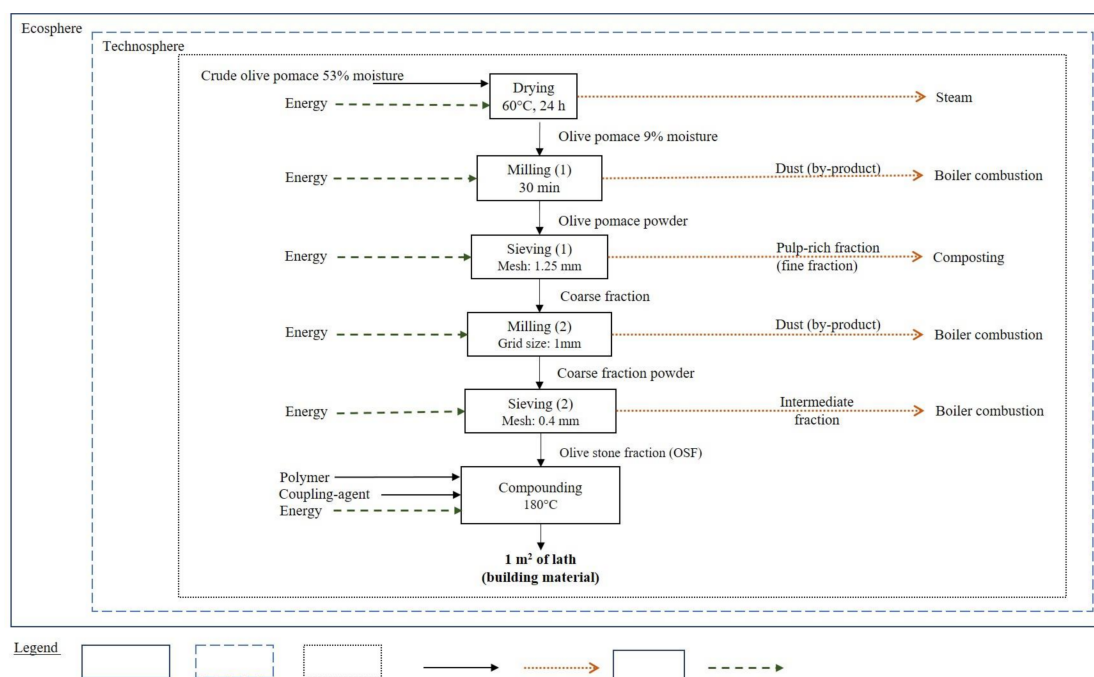 Ecosphere
Technosphere
Crude olive pomace 53% moisture
Energy
Drying
60°C, 24 h
Steam
Olive pomace 9% moisture
Energy
Milling (1)
30 min
Dust (by-product)
Boiler combustion
Olive pomace powder
Energy
Sieving (1)
Mesh: 1.25 mm
Pulp-rich fraction
(fine fraction)
Composting
Coarse fraction
Energy
Milling (2)
Grid size: 1mm
Dust (by-product)
Boiler combustion
Coarse fraction powder
Energy
Sieving (2)
Mesh: 0.4 mm
Intermediate
fraction
Boiler combustion
Olive stone fraction (OSF)
Polymer
Coupling-agent
Energy
Compounding
180°C
1 m² of lath
(building material)
Legend